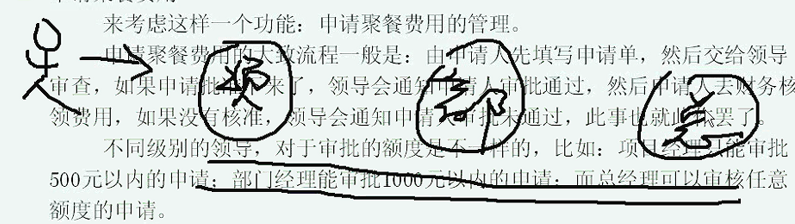 来考虑这样一个功能：申请聚餐费用的管理。
申请聚餐费用的大致流程一般是：由申请人先填写申请单，然后交给领导
审查，如果申请批 来了，领导会通知申请人审批通过，然后申请人去财务核
领费用，如果没有核准，领导会通知申请人审批未通过，此事也就 罢了。
项 部 总
不同级别的领导，对于审批的额度是不一样的，比如：项目经理只能审批
500元以内的申请；部门经理能审批1000元以内的申请；而总经理可以审核任意
额度的申请。